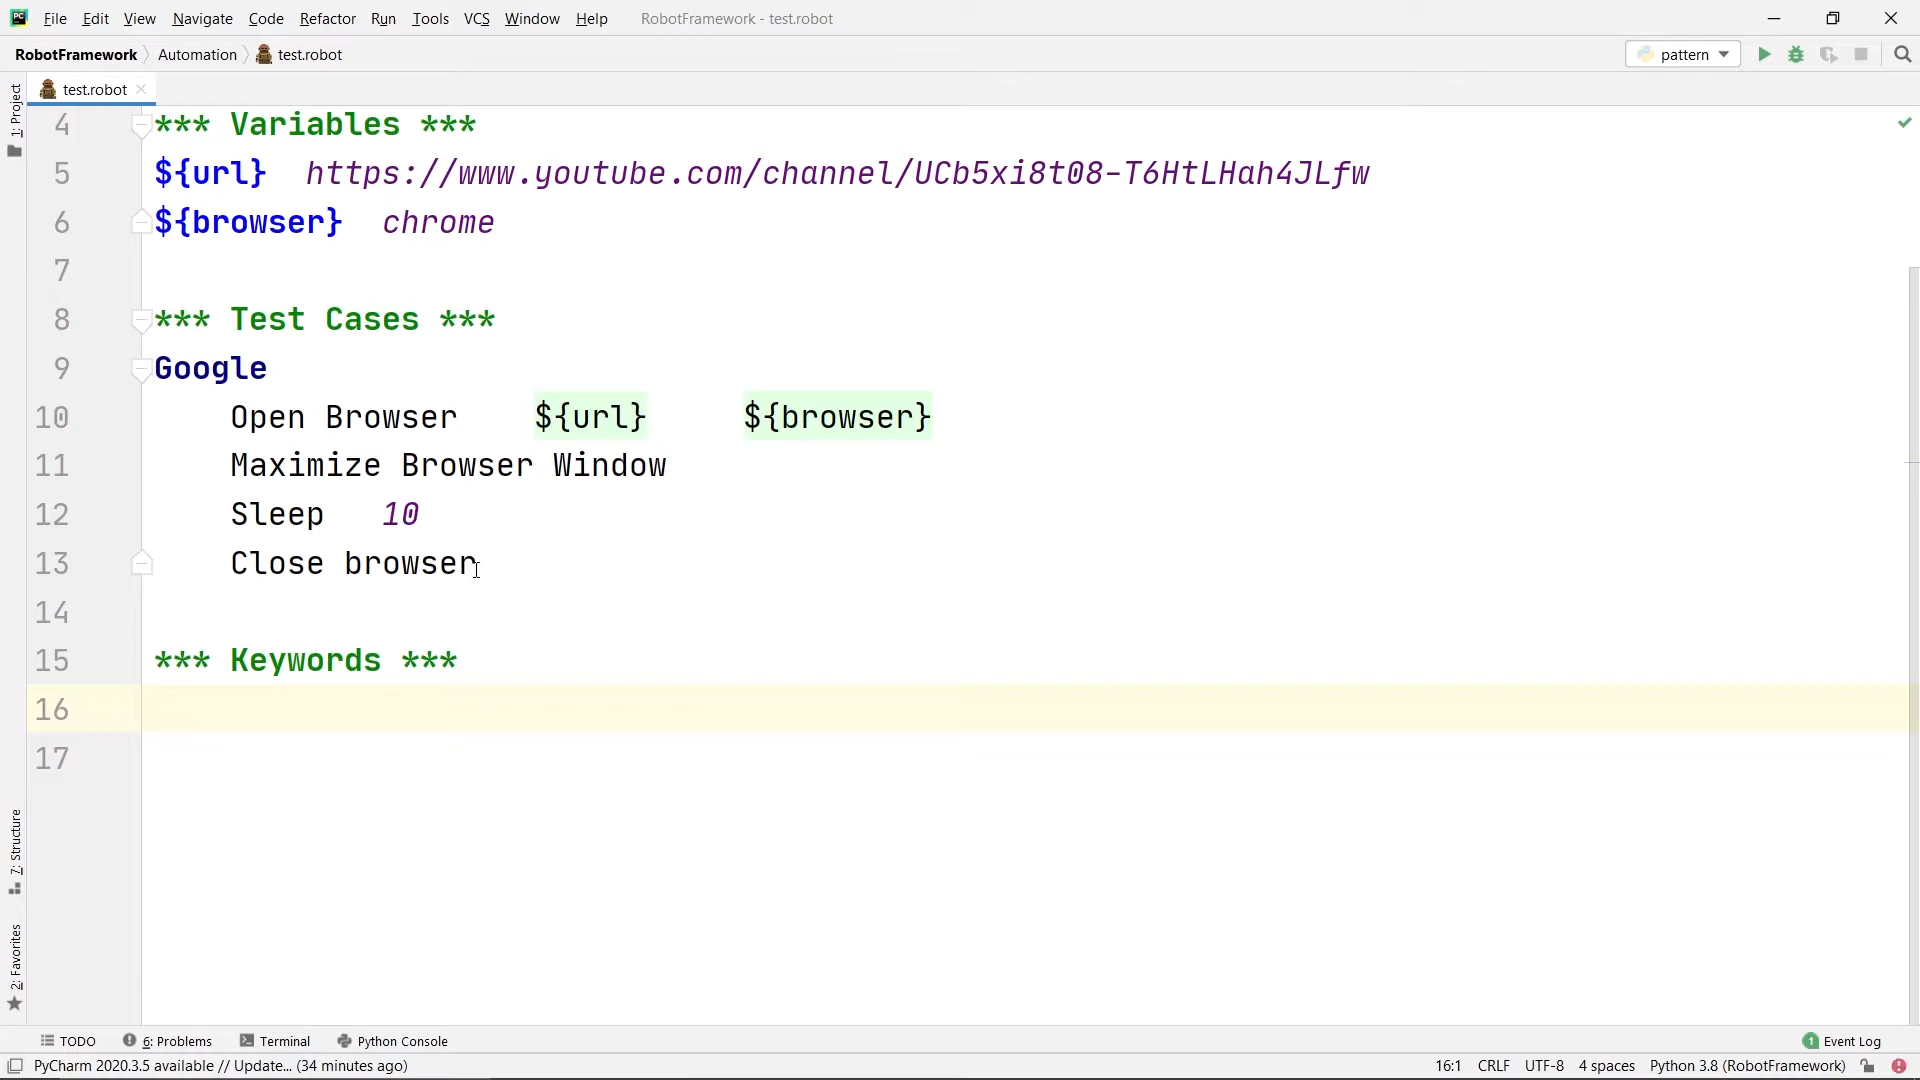 File Edit View Navigate Code Refactor Run Tools VCS Window Help RobotFramework - test.robot
RobotFramework Automation test.robot pattern
test.robot
1: Project
4 *** Variables ***
5 ${url} https://www.youtube.com/channel/UCb5xi8t08-T6HtLHah4JLfw
6 ${browser} chrome
7
8 *** Test Cases ***
9 Google
10 Open Browser ${url} ${browser}
11 Maximize Browser Window
12 Sleep 10
13 Close browser
14
15 *** Keywords ***
16
17
7: Structure
2: Favorites
TODO 6: Problems Terminal Python Console 1 Event Log
PyCharm 2020.3.5 available // Update... (34 minutes ago) 16:1 CRLF UTF-8 4 spaces Python 3.8 (RobotFramework)